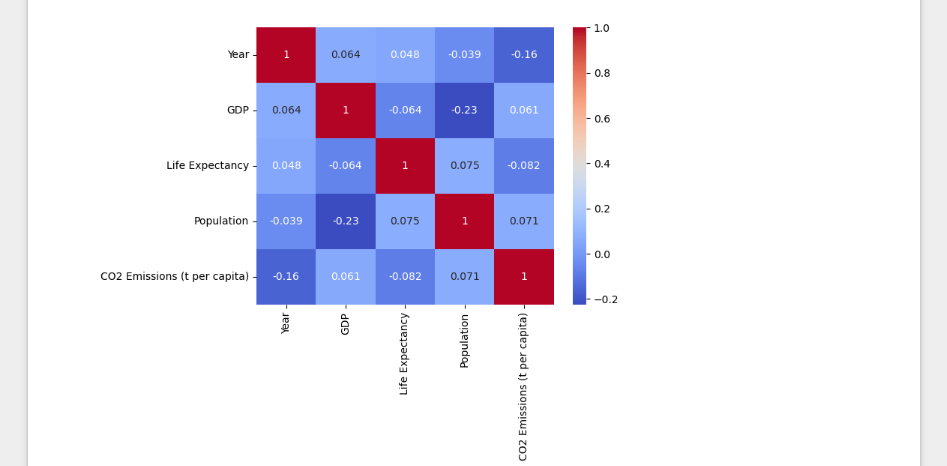 1.0
Year 1 0.064 0.048 -0.039 -0.16
0.8
GDP 0.064 1 -0.064 -0.23 0.061
0.6
Life Expectancy 0.048 -0.064 1 0.075 -0.082
0.4
0.2
Population -0.039 -0.23 0.075 1 0.071
0.0
CO2 Emissions (t per capita) -0.16 0.061 -0.082 0.071 1
−0.2
Year
GDP
Life Expectancy
Population
CO2 Emissions (t per capita)